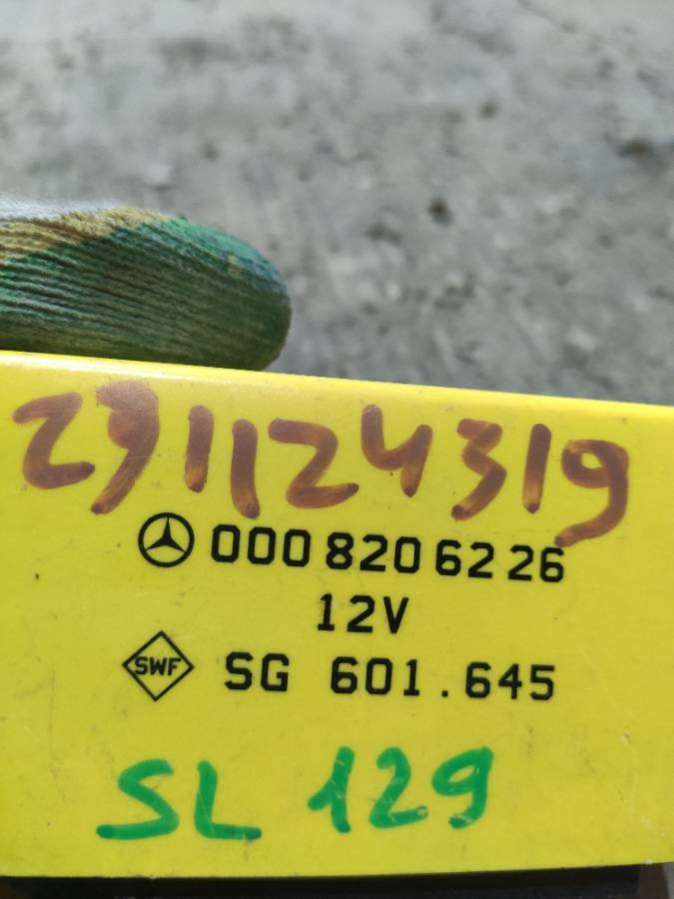 291124319
000 820 62 26
12V
SWF SG 601.645
SL 129